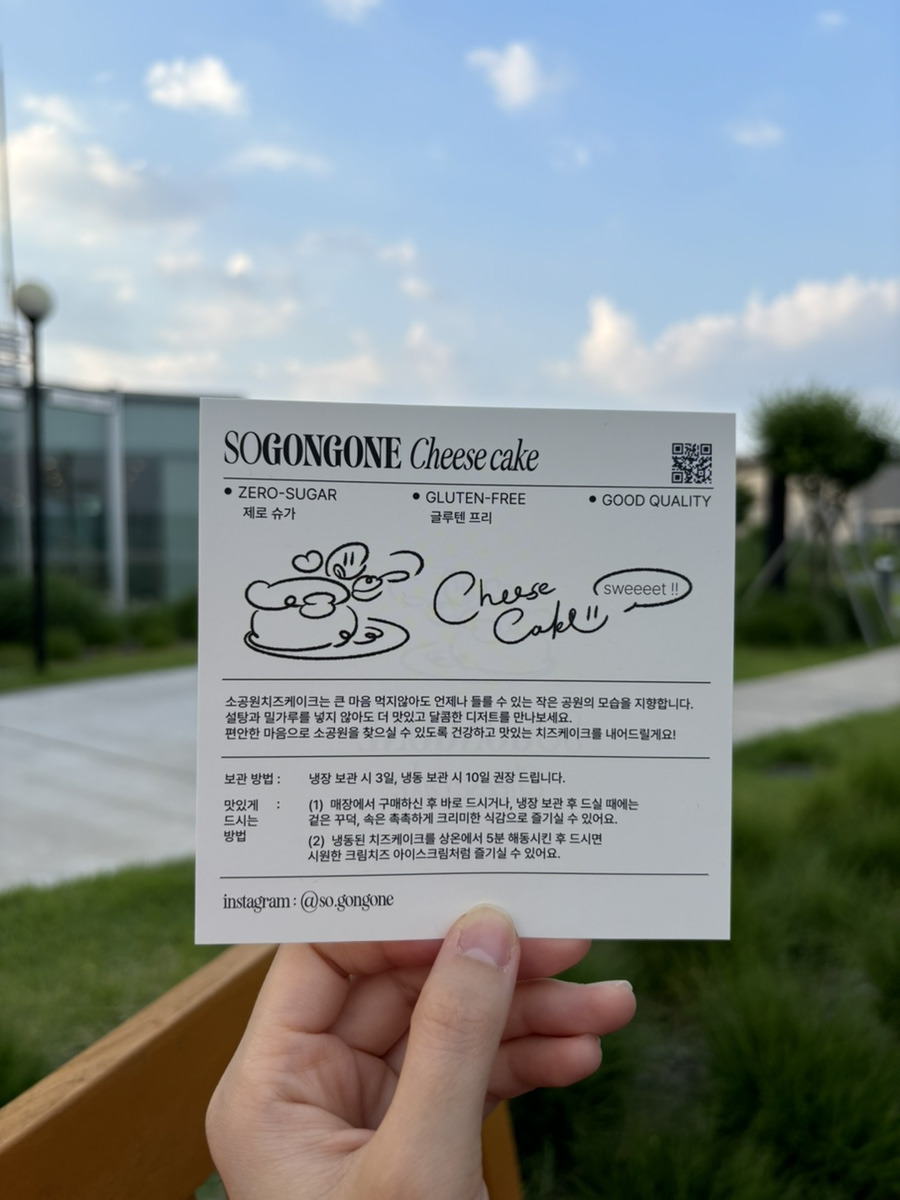 SOGONGONE Cheese cake
• ZERO-SUGAR • GLUTEN-FREE • GOOD QUALITY
제로 슈가 글루텐 프리
Cheese
Cake!!
sweeeet !!
소공원치즈케이크는 큰 마음 먹지않아도 언제나 들를 수 있는 작은 공원의 모습을 지향합니다.
설탕과 밀가루를 넣지 않아도 더 맛있고 달콤한 디저트를 만나보세요.
편안한 마음으로 소공원을 찾으실 수 있도록 건강하고 맛있는 치즈케이크를 내어드릴게요!
보관 방법 : 냉장 보관 시 3일, 냉동 보관 시 10일 권장 드립니다.
맛있게 드시는 방법 : (1) 매장에서 구매하신 후 바로 드시거나, 냉장 보관 후 드실 때에는
겉은 꾸덕, 속은 촉촉하게 크리미한 식감으로 즐기실 수 있어요.
(2) 냉동된 치즈케이크를 상온에서 5분 해동시킨 후 드시면
시원한 크림치즈 아이스크림처럼 즐기실 수 있어요.
instagram : @so.gongone